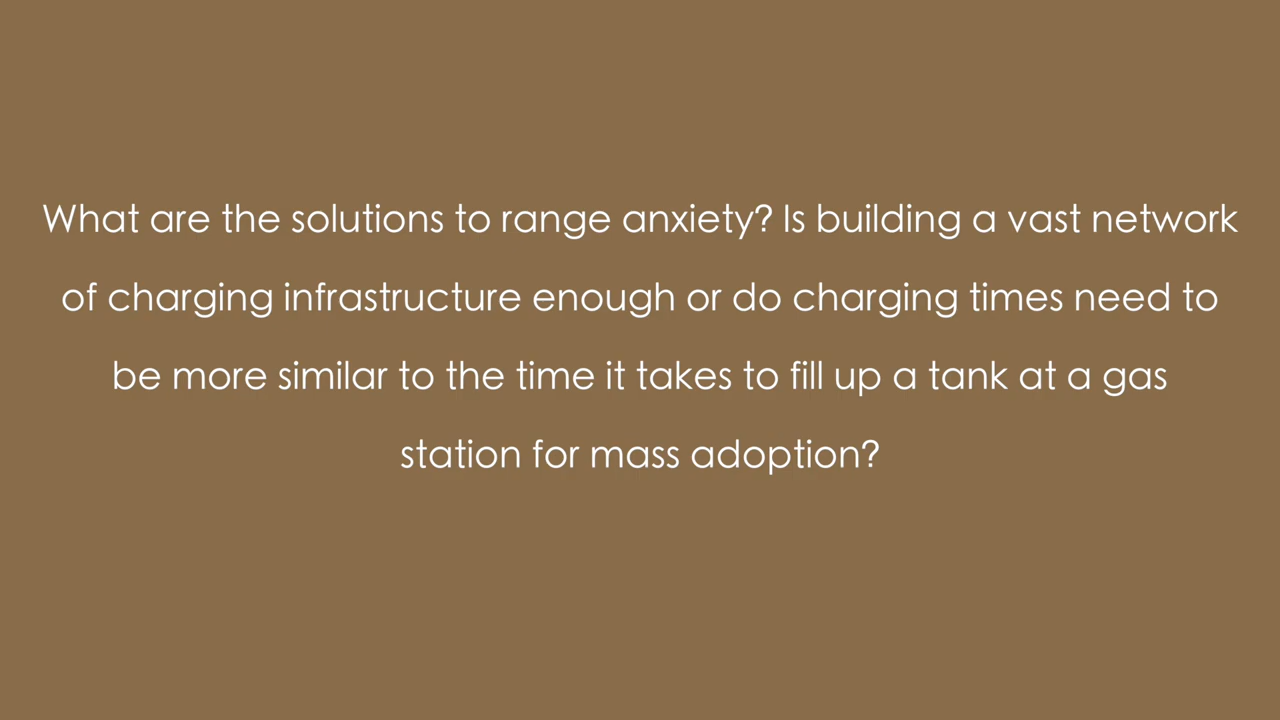 What are the solutions to range anxiety? Is building a vast network
of charging infrastructure enough or do charging times need to
be more similar to the time it takes to fill up a tank at a gas
station for mass adoption?